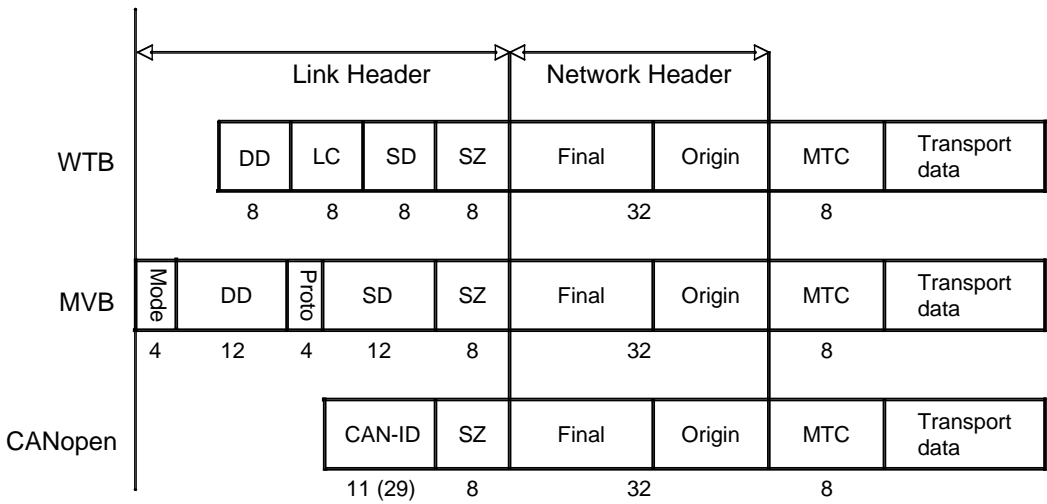 Link Header Network Header
WTB DD LC SD SZ Final Origin MTC Transport
data
8 8 8 8 32 8
MVB Mode DD Proto SD SZ Final Origin MTC Transport
data
4 12 4 12 8 32 8
CANopen CAN-ID SZ Final Origin MTC Transport
data
11 (29) 8 32 8